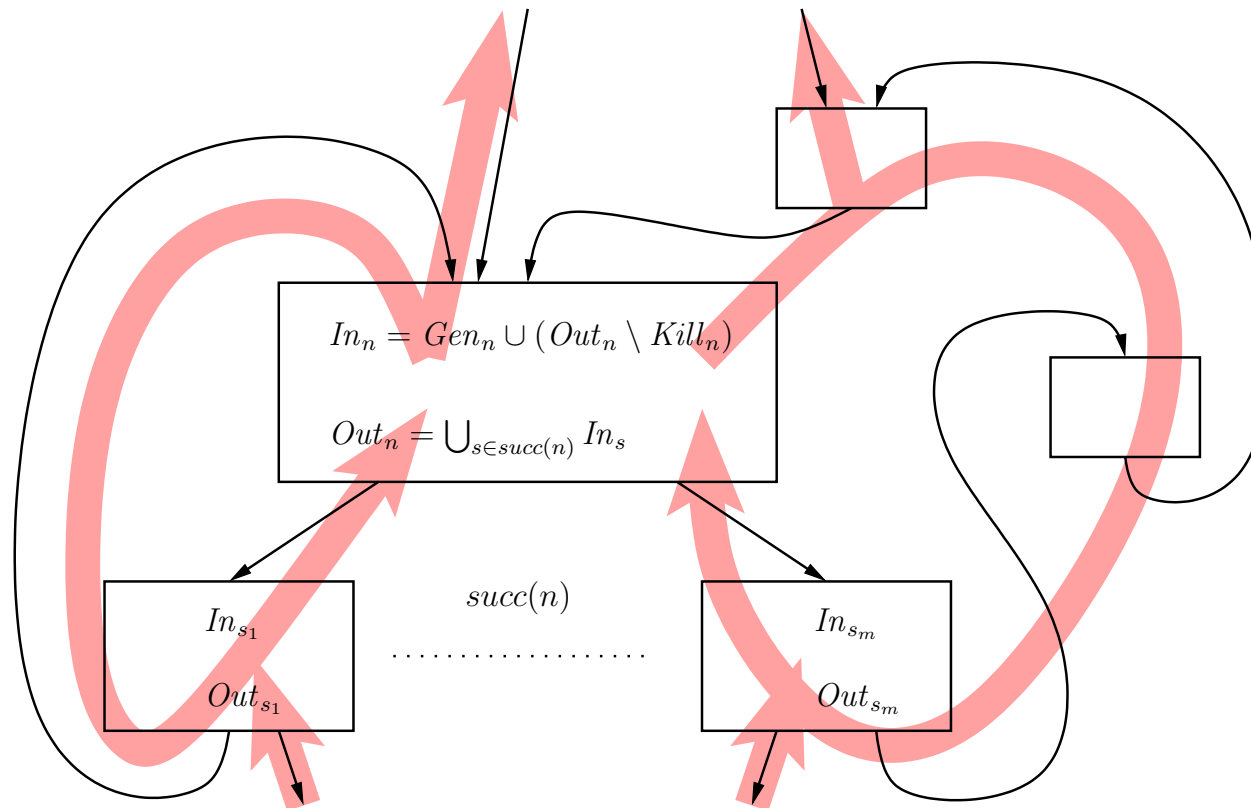 In_n = Gen_n ∪ (Out_n \ Kill_n)
Out_n = ⋃_{s∈succ(n)} In_s
succ(n)
In_{s_1}
In_{s_m}
Out_{s_1}
Out_{s_m}